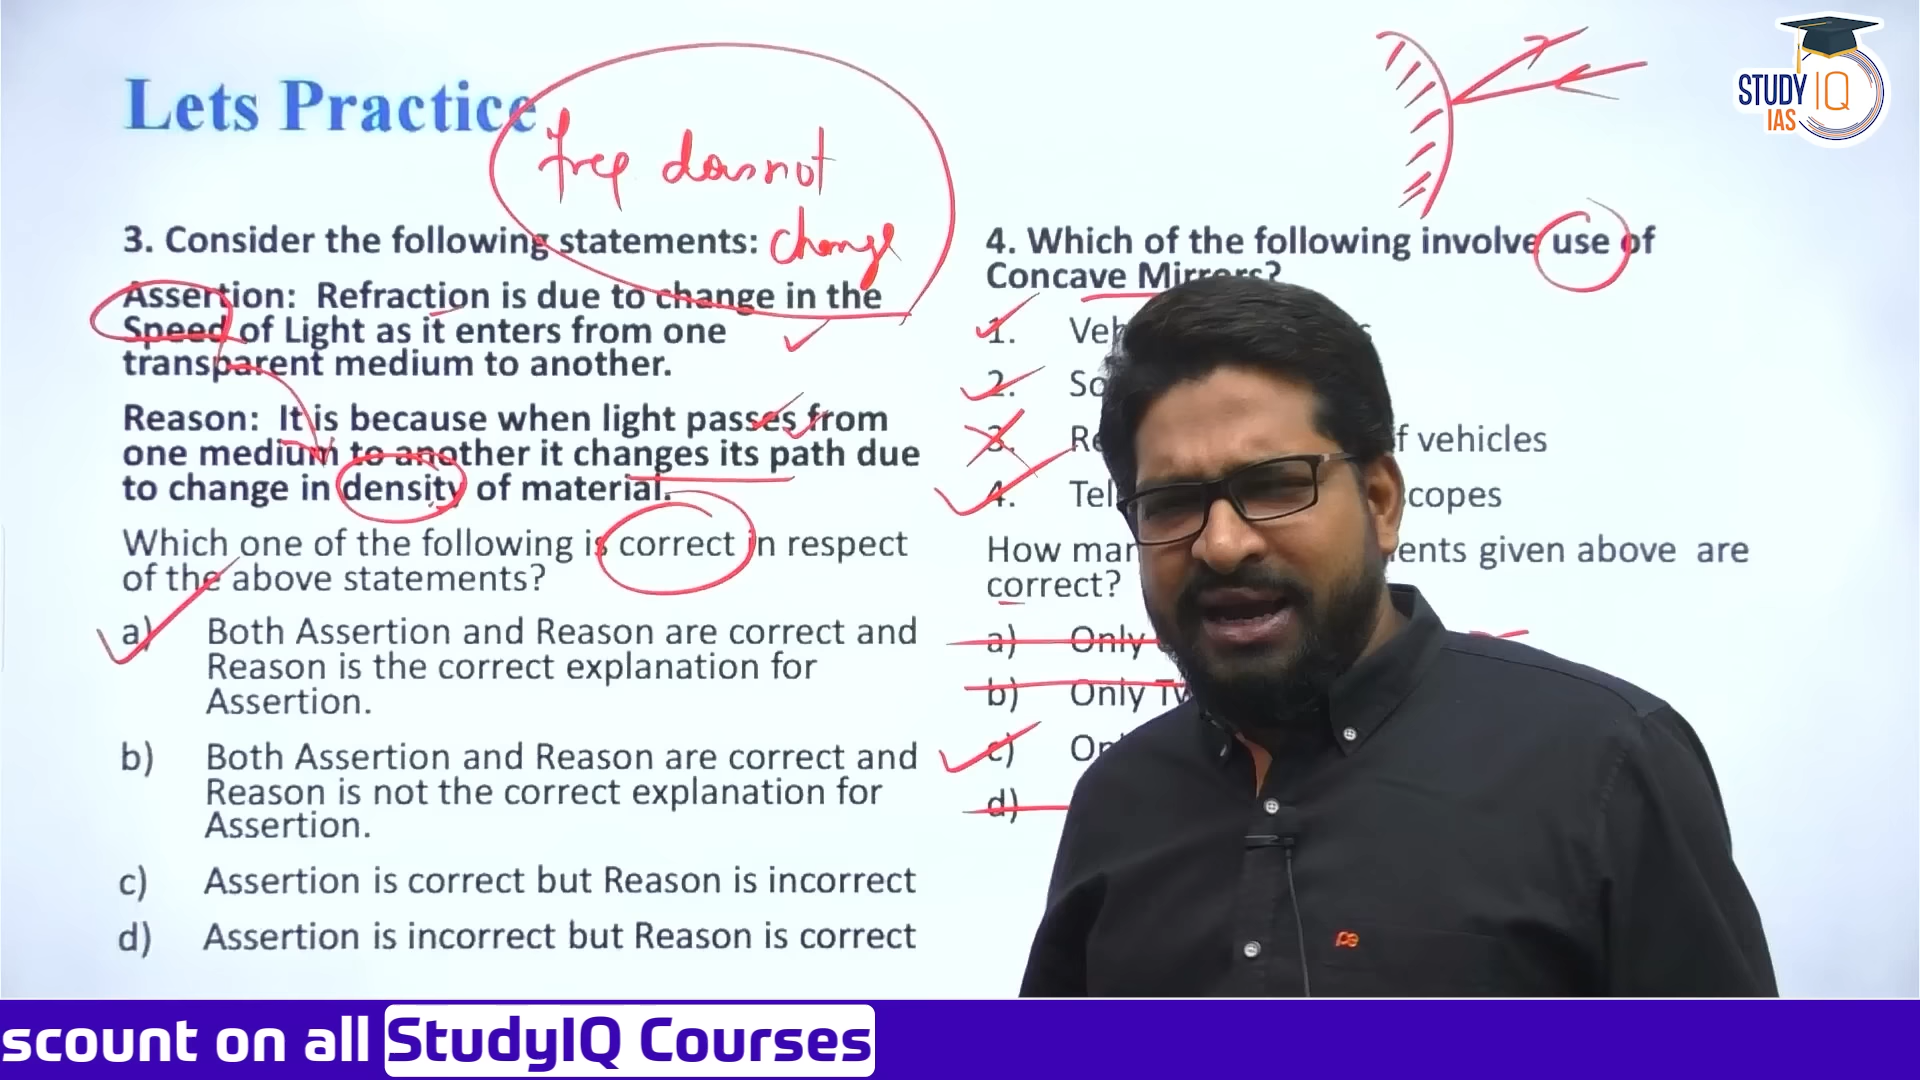 Lets Practice
freq does not
change
3. Consider the following statements:
Assertion: Refraction is due to change in the
Speed of Light as it enters from one
transparent medium to another.
Reason: It is because when light passes from
one medium to another it changes its path due
to change in density of material.
Which one of the following is correct in respect
of the above statements?
a) Both Assertion and Reason are correct and
Reason is the correct explanation for
Assertion.
b) Both Assertion and Reason are correct and
Reason is not the correct explanation for
Assertion.
c) Assertion is correct but Reason is incorrect
d) Assertion is incorrect but Reason is correct
4. Which of the following involve use of
Concave Mirrors?
1.
2.
3. f vehicles
4. Tel scopes
How mar ents given above are
correct?
a) Only
b) Only Tw
c)
d)
STUDY IQ
IAS
scount on all StudyIQ Courses